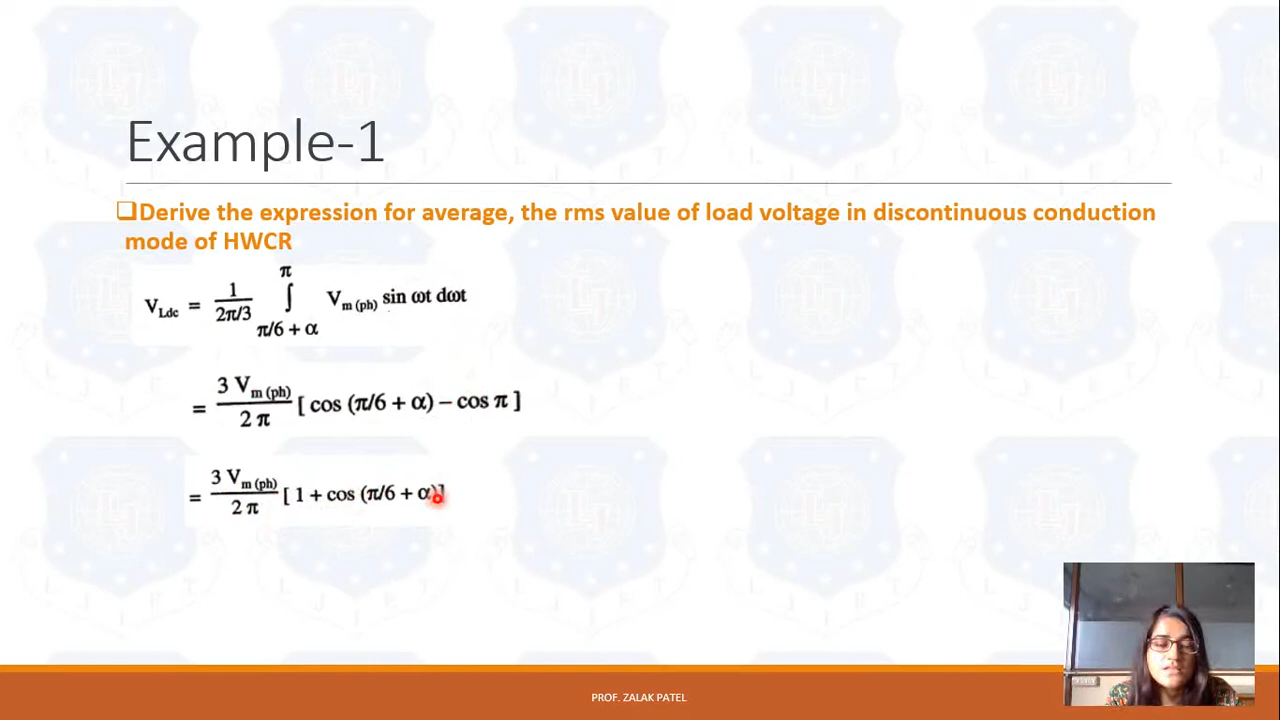 Example-1
❑Derive the expression for average, the rms value of load voltage in discontinuous conduction
mode of HWCR
V_Ldc = 1/(2π/3) ∫_{π/6 + α}^{π} V_m (ph) sin ωt dωt
= 3 V_m (ph)/2 π [ cos (π/6 + α) – cos π ]
= 3 V_m (ph)/2 π [ 1 + cos (π/6 + α)]
PROF. ZALAK PATEL